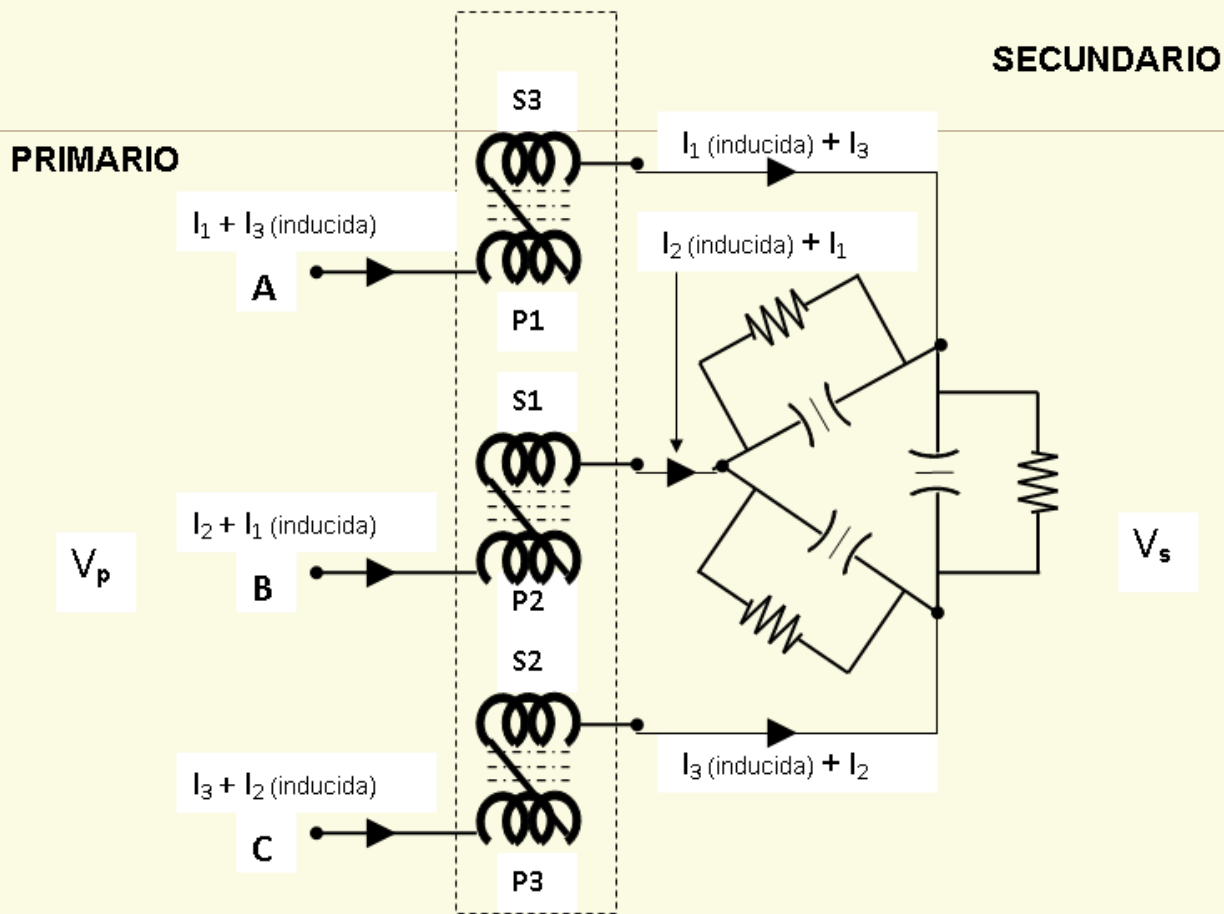 SECUNDARIO
PRIMARIO
S3
I₁ (inducida) + I₃
I₁ + I₃ (inducida)
A
P1
I₂ (inducida) + I₁
S1
I₂ + I₁ (inducida)
B
P2
Vₚ
Vₛ
S2
I₃ (inducida) + I₂
I₃ + I₂ (inducida)
C
P3